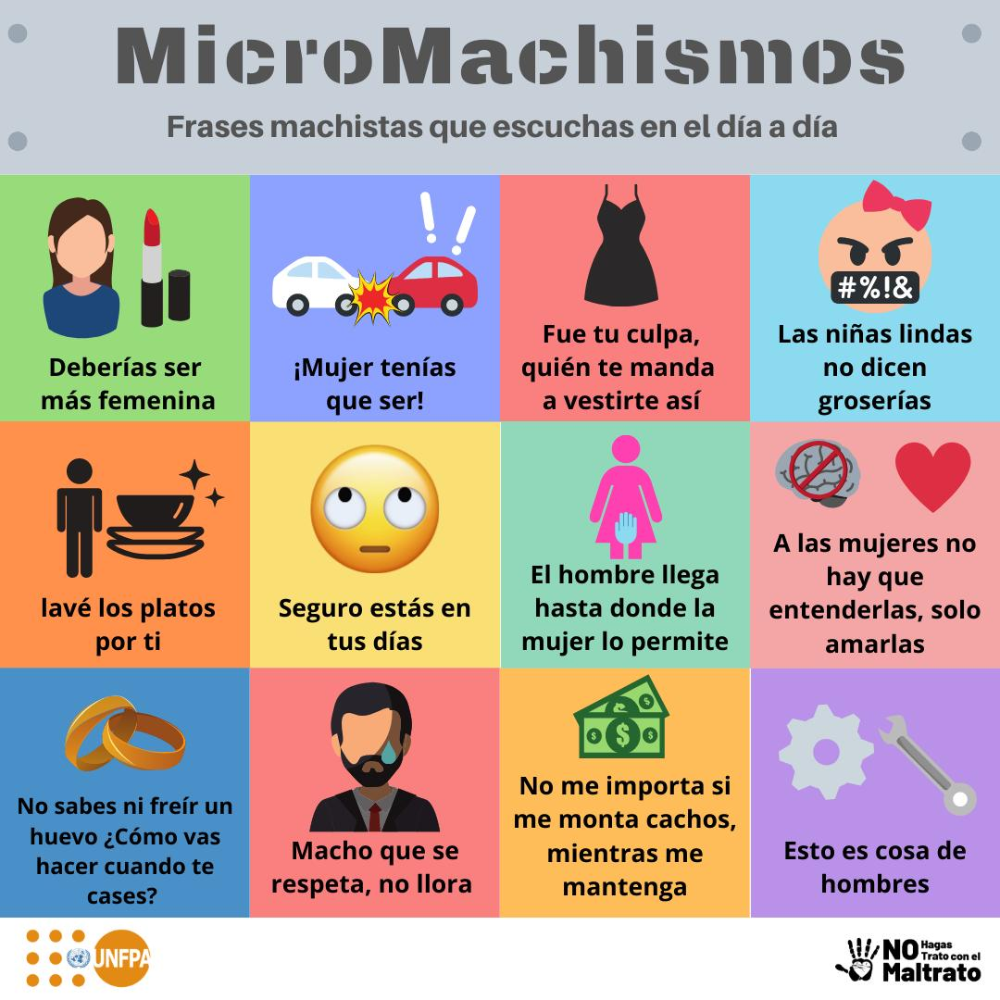 MicroMachismos
Frases machistas que escuchas en el día a día
Deberías ser
más femenina
¡Mujer tenías
que ser!
Fue tu culpa,
quién te manda
a vestirte así
#%!&
Las niñas lindas
no dicen
groserías
lavé los platos
por ti
Seguro estás en
tus días
El hombre llega
hasta donde la
mujer lo permite
A las mujeres no
hay que
entenderlas, solo
amarlas
No sabes ni freír un
huevo ¿Cómo vas
hacer cuando te
cases?
Macho que se
respeta, no llora
$ $ $ $
No me importa si
me monta cachos,
mientras me
mantenga
Esto es cosa de
hombres
UNFPA
NO Hagas
Trato con el
Maltrato